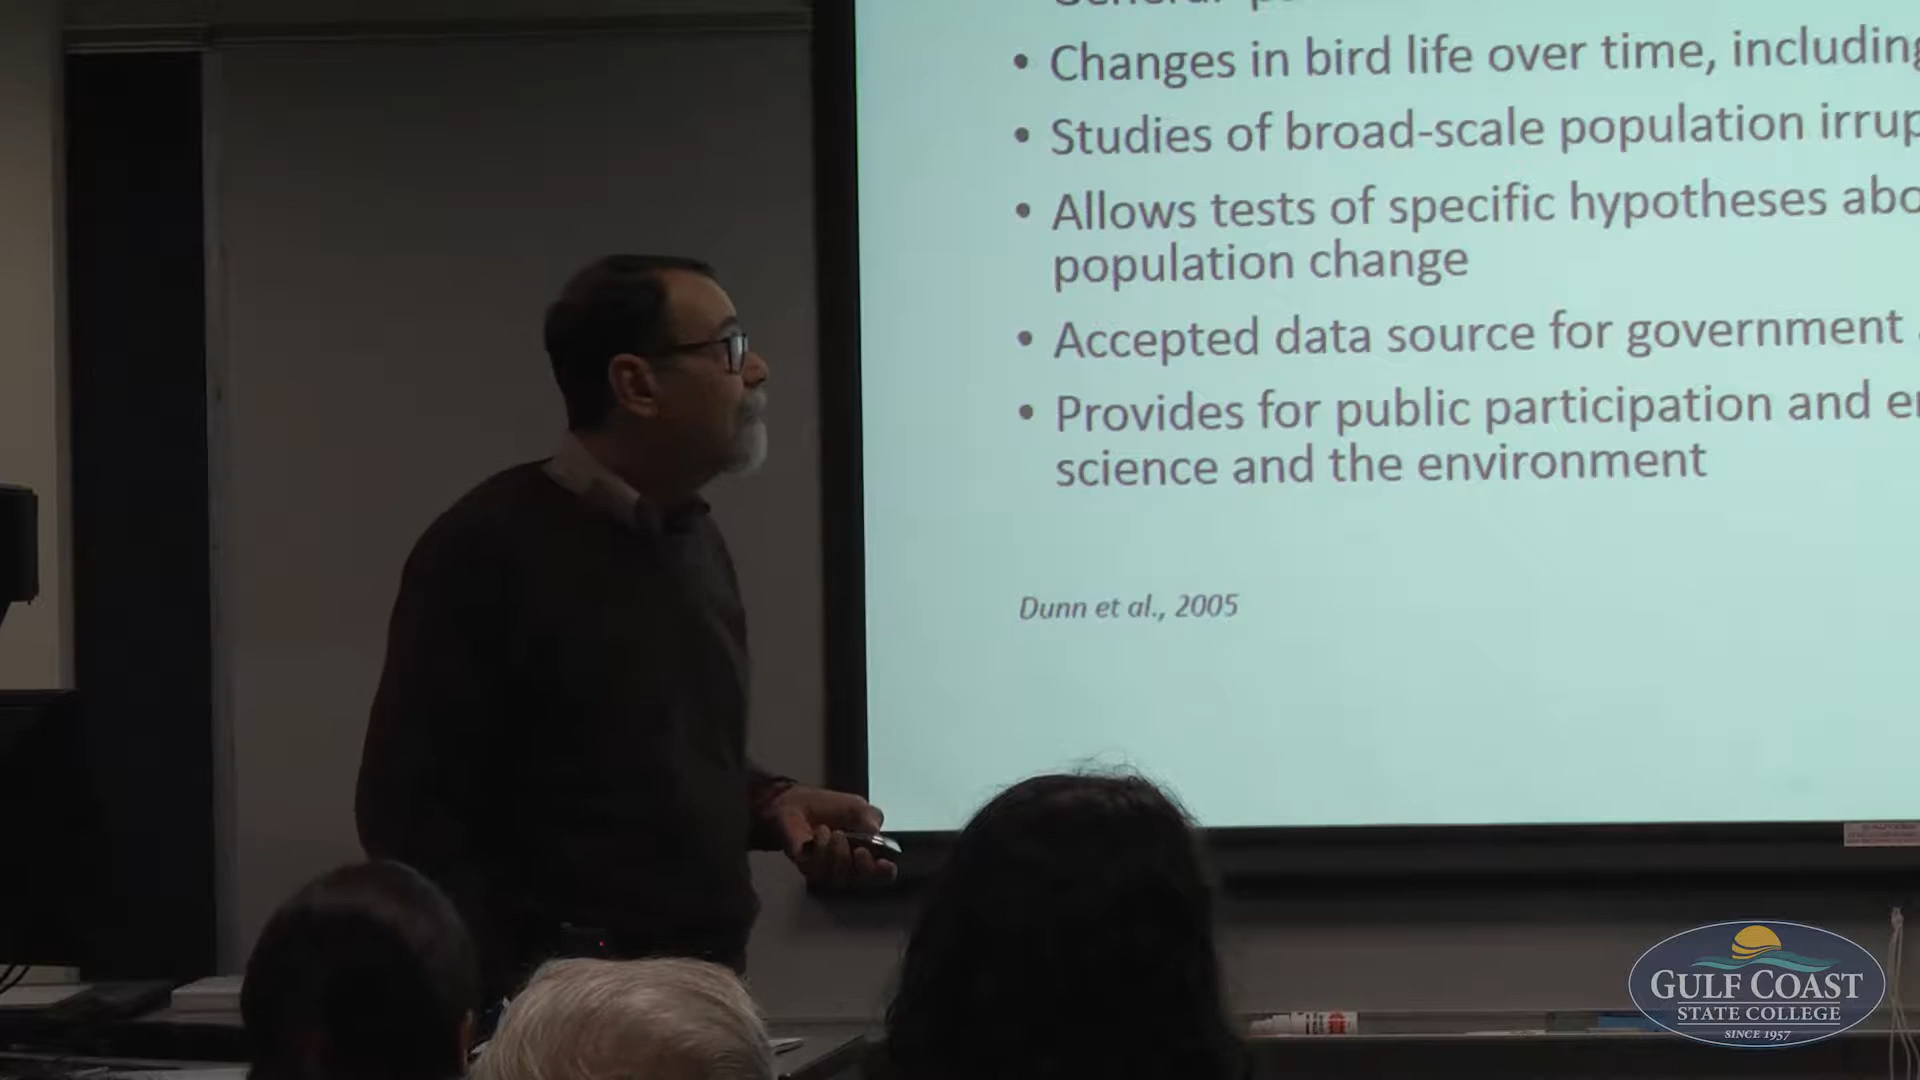 • Changes in bird life over time, including
• Studies of broad-scale population irrup
• Allows tests of specific hypotheses abo
population change
• Accepted data source for government
• Provides for public participation and en
science and the environment
Dunn et al., 2005
GULF COAST
STATE COLLEGE
SINCE 1957